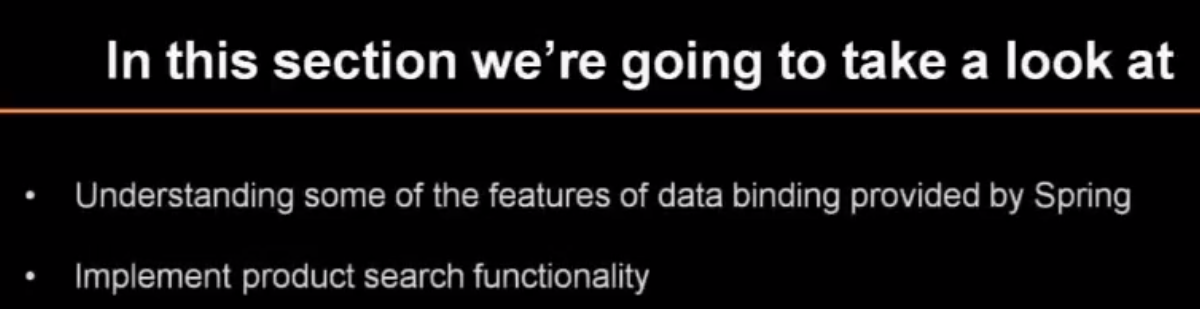 In this section we’re going to take a look at
• Understanding some of the features of data binding provided by Spring
• Implement product search functionality